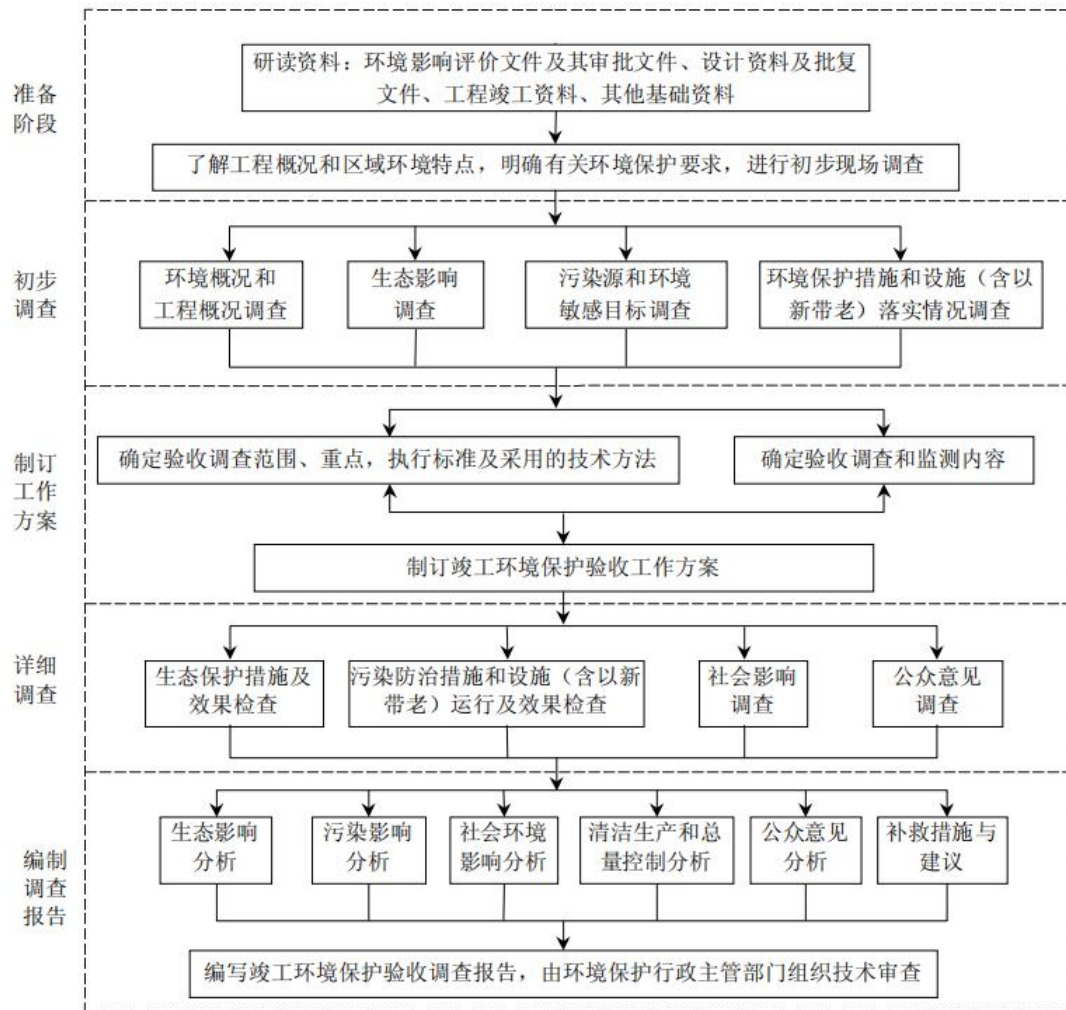 准备
阶段
研读资料：环境影响评价文件及其审批文件、设计资料及批复
文件、工程竣工资料、其他基础资料
了解工程概况和区域环境特点，明确有关环境保护要求，进行初步现场调查
初步
调查
环境概况和
工程概况调查
生态影响
调查
污染源和环境
敏感目标调查
环境保护措施和设施（含以
新带老）落实情况调查
制订
工作
方案
确定验收调查范围、重点，执行标准及采用的技术方法
确定验收调查和监测内容
制订竣工环境保护验收工作方案
详细
调查
生态保护措施及
效果检查
污染防治措施和设施（含以新
带老）运行及效果检查
社会影响
调查
公众意见
调查
编制
调查
报告
生态影响
分析
污染影响
分析
社会环境
影响分析
清洁生产和总
量控制分析
公众意见
分析
补救措施与
建议
编写竣工环境保护验收调查报告，由环境保护行政主管部门组织技术审查